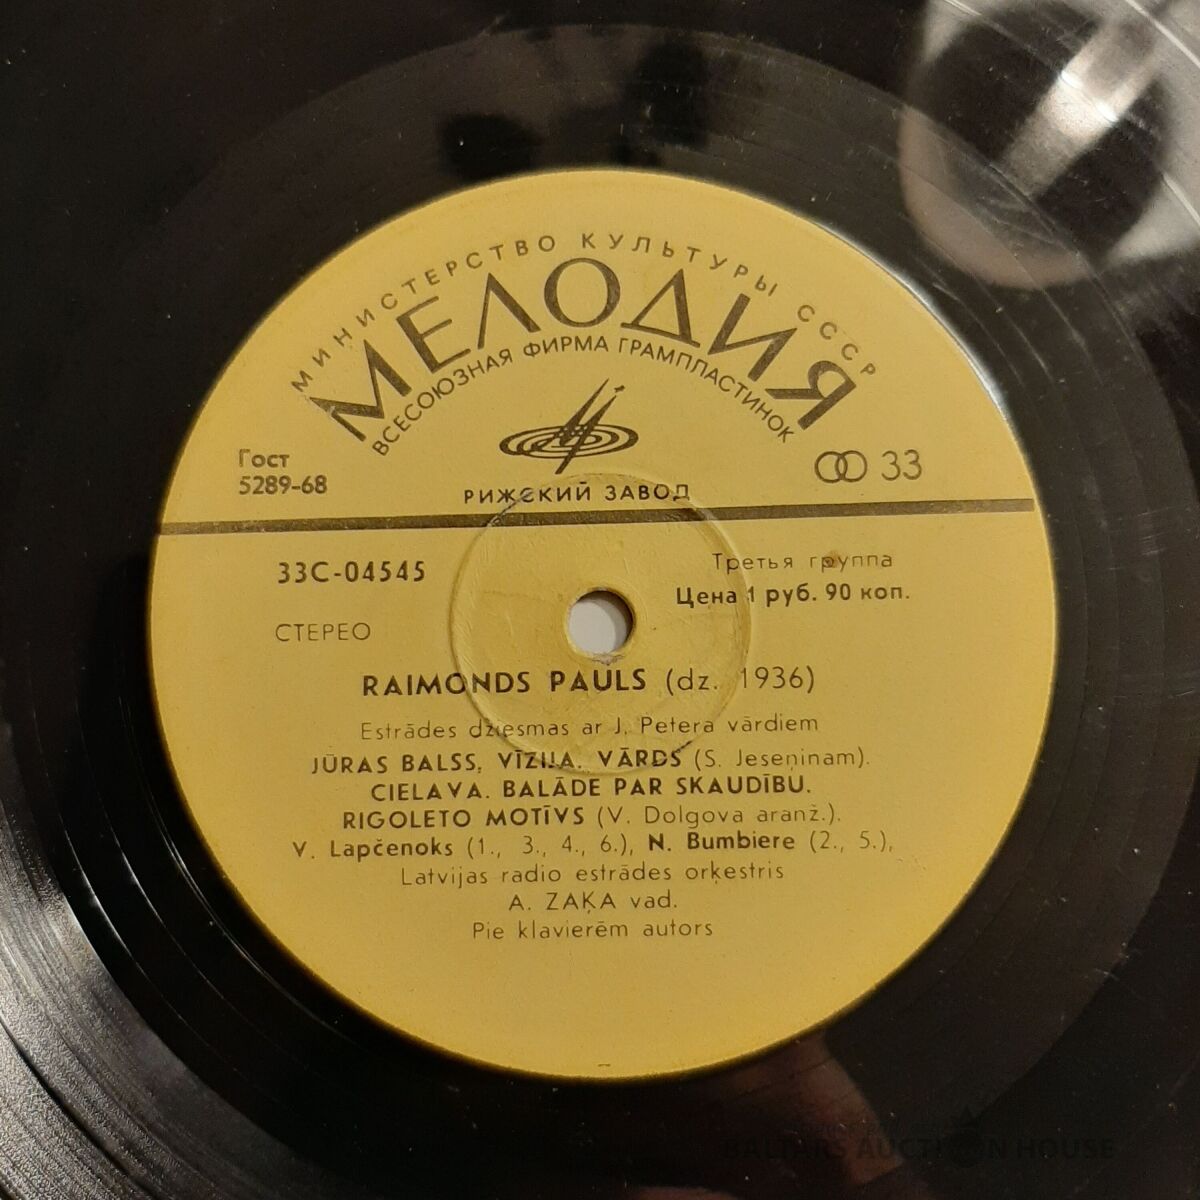 МИНИСТЕРСТВО КУЛЬТУРЫ СССР
МЕЛОДИЯ
ВСЕСОЮЗНАЯ ФИРМА ГРАМПЛАСТИНОК
Гост
5289-68
33
РИЖСКИЙ ЗАВОД
33С-04545
Третья группа
Цена 1 руб. 90 коп.
СТЕРЕО
RAIMONDS PAULS (dz. 1936)
Estrādes dziesmas ar J. Petera vārdiem
JŪRAS BALSS. VĪZIJA. VĀRDS (S. Jeseņinam).
CIELAVA. BALĀDE PAR SKAUDĪBU.
RIGOLETO MOTĪVS (V. Dolgova aranž.).
V. Lapčenoks (1., 3., 4., 6.), N. Bumbiere (2., 5.),
Latvijas radio estrādes orķestris
A. ZAĶA vad.
Pie klavierēm autors
BALTARS AUCTION HOUSE